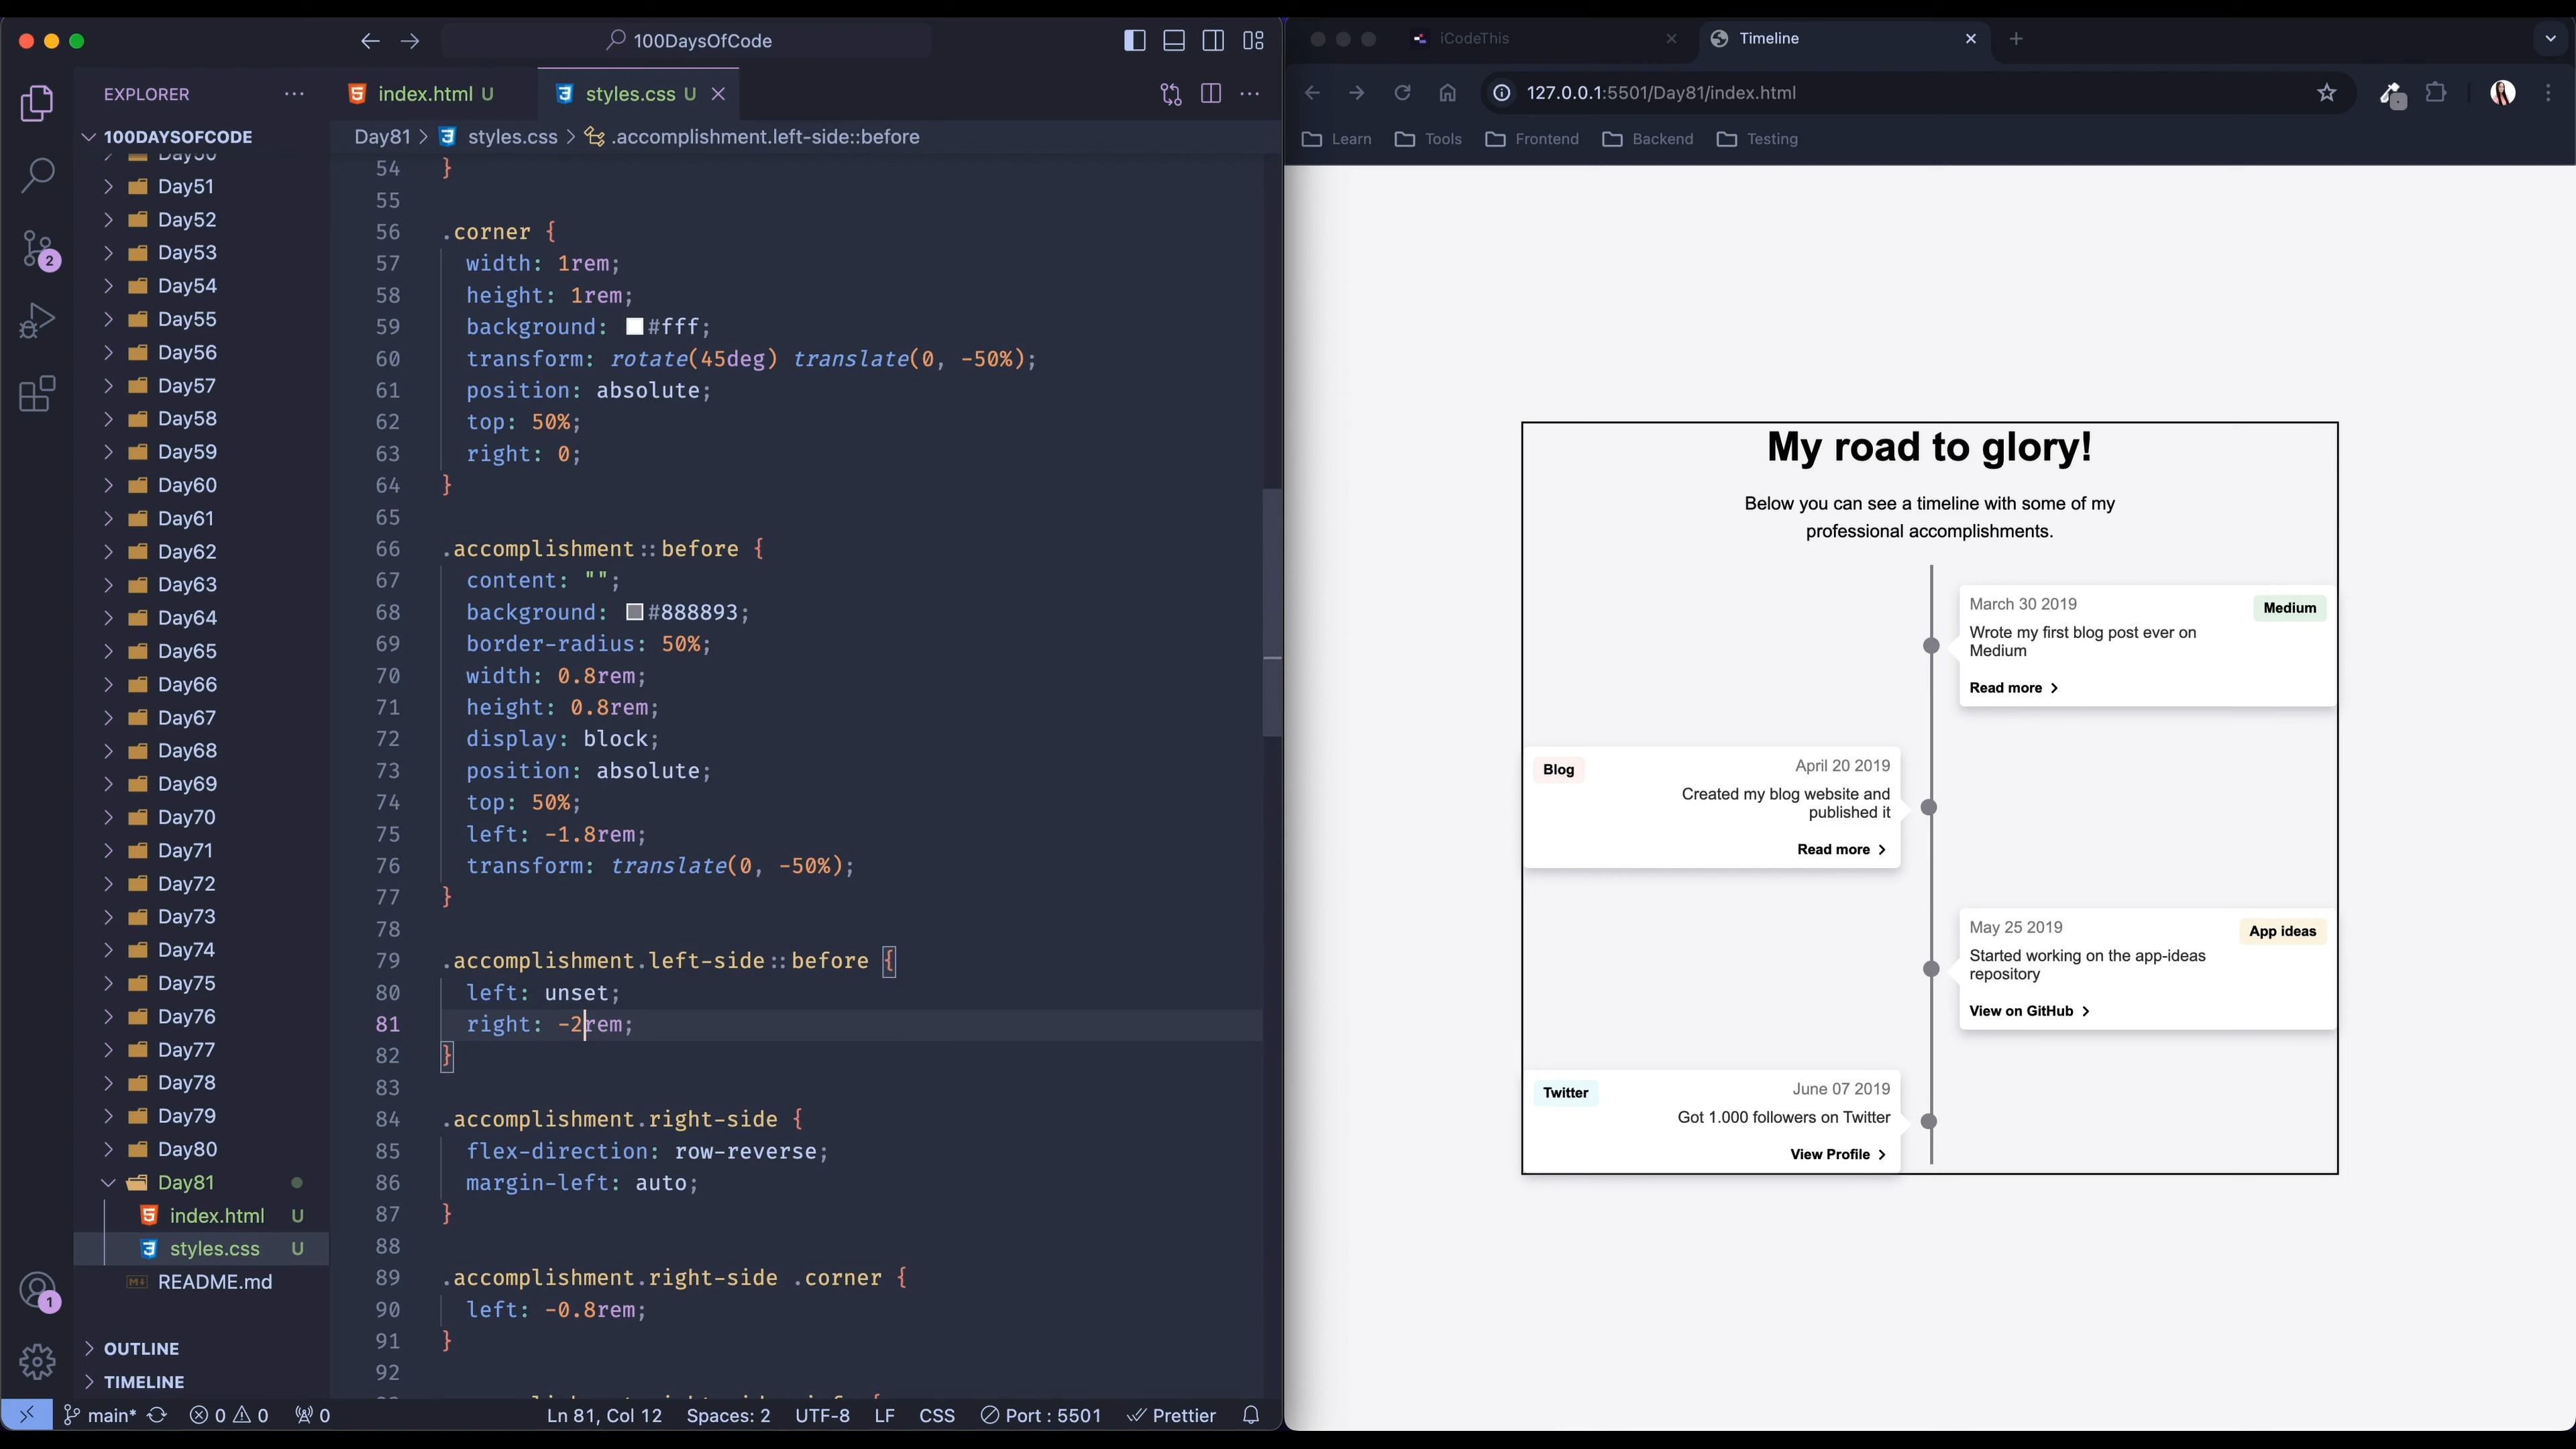 100DaysOfCode
EXPLORER
100DAYSOFCODE
Day51
Day52
Day53
Day54
Day55
Day56
Day57
Day58
Day59
Day60
Day61
Day62
Day63
Day64
Day65
Day66
Day67
Day68
Day69
Day70
Day71
Day72
Day73
Day74
Day75
Day76
Day77
Day78
Day79
Day80
Day81
index.html U
styles.css U
README.md
OUTLINE
TIMELINE
2
1
index.html U
styles.css U
Day81 > styles.css > .accomplishment.left-side::before
54 }
55
56 .corner {
57 width: 1rem;
58 height: 1rem;
59 background: #fff;
60 transform: rotate(45deg) translate(0, -50%);
61 position: absolute;
62 top: 50%;
63 right: 0;
64 }
65
66 .accomplishment::before {
67 content: "";
68 background: #888893;
69 border-radius: 50%;
70 width: 0.8rem;
71 height: 0.8rem;
72 display: block;
73 position: absolute;
74 top: 50%;
75 left: -1.8rem;
76 transform: translate(0, -50%);
77 }
78
79 .accomplishment.left-side::before {
80 left: unset;
81 right: -2rem;
82 }
83
84 .accomplishment.right-side {
85 flex-direction: row-reverse;
86 margin-left: auto;
87 }
88
89 .accomplishment.right-side .corner {
90 left: -0.8rem;
91 }
92
main* 0 0 0
Ln 81, Col 12 Spaces: 2 UTF-8 LF CSS Port : 5501 Prettier
iCodeThis
Timeline
127.0.0.1:5501/Day81/index.html
Learn Tools Frontend Backend Testing
My road to glory!
Below you can see a timeline with some of my
professional accomplishments.
March 30 2019
Medium
Wrote my first blog post ever on
Medium
Read more
Blog
April 20 2019
Created my blog website and
published it
Read more
May 25 2019
App ideas
Started working on the app-ideas
repository
View on GitHub
Twitter
June 07 2019
Got 1.000 followers on Twitter
View Profile